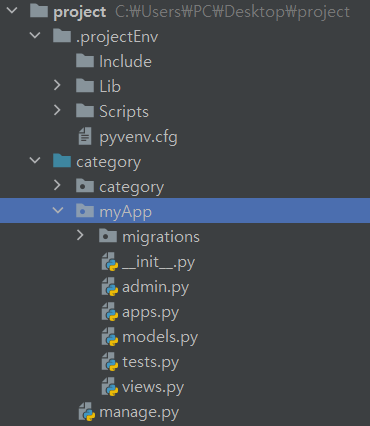 project C:₩Users₩PC₩Desktop₩project
.projectEnv
Include
Lib
Scripts
pyvenv.cfg
category
category
myApp
migrations
__init__.py
admin.py
apps.py
models.py
tests.py
views.py
manage.py